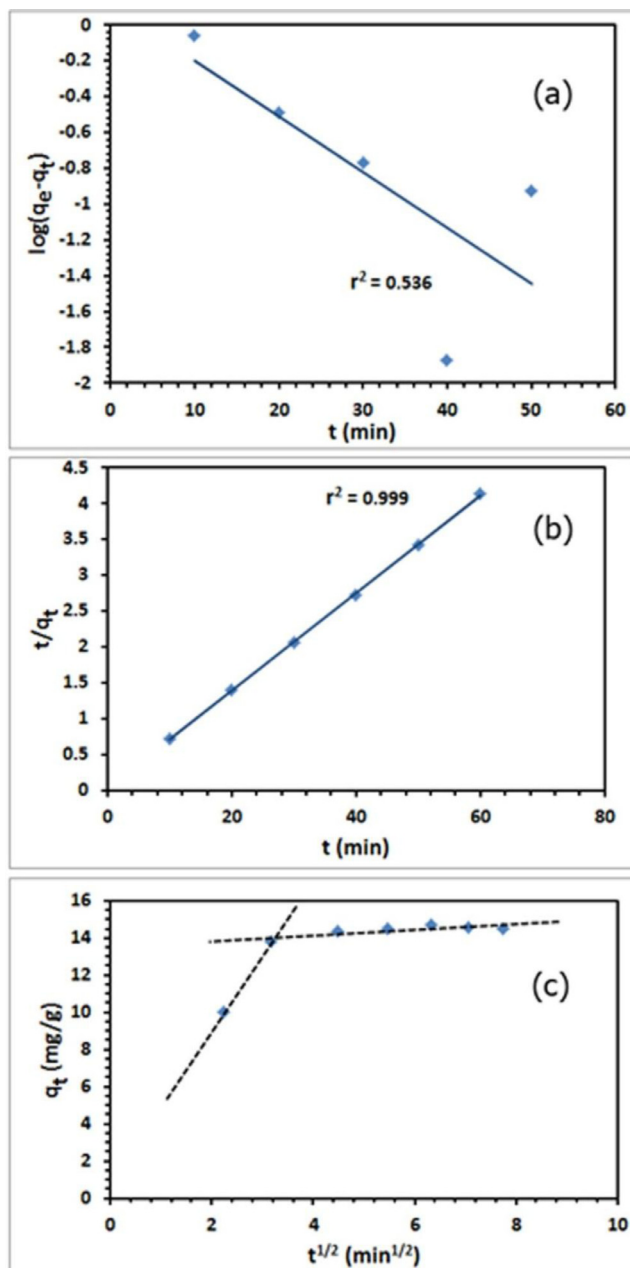 0
-0.2
-0.4
-0.6
-0.8
-1
-1.2
-1.4
-1.6
-1.8
-2
log(qₑ-qₜ)
(a)
r² = 0.536
0 10 20 30 40 50 60
t (min)
4.5
4
3.5
3
2.5
2
1.5
1
0.5
0
t/qₜ
r² = 0.999
(b)
0 20 40 60 80
t (min)
16
14
12
10
8
6
4
2
0
qₜ (mg/g)
(c)
0 2 4 6 8 10
t^1/2 (min^1/2)